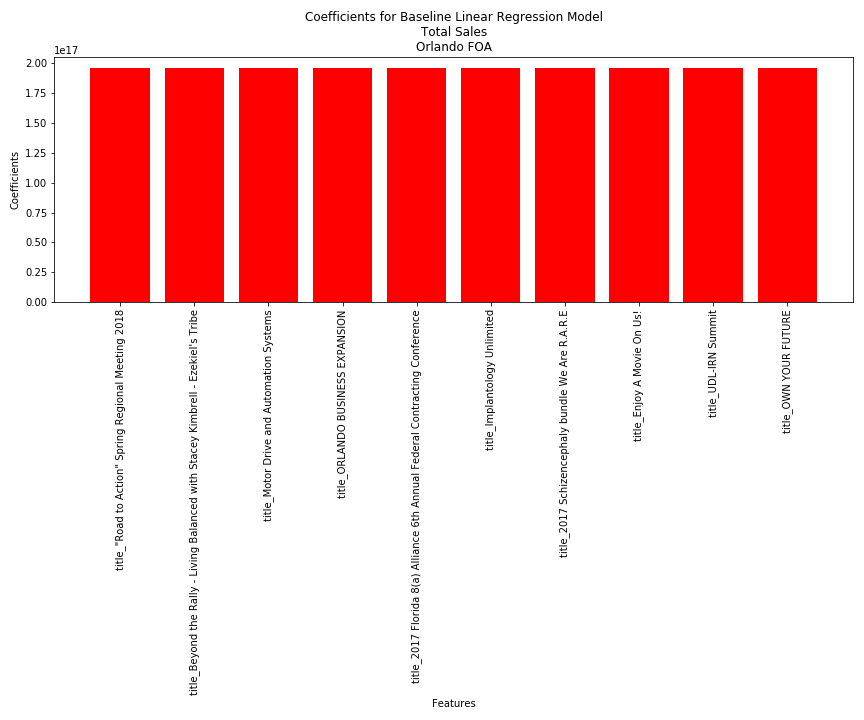 Coefficients for Baseline Linear Regression Model
Total Sales
Orlando FOA
1e17
2.00
1.75
1.50
1.25
1.00
0.75
0.50
0.25
0.00
Coefficients
title_"Road to Action" Spring Regional Meeting 2018
title_Beyond the Rally - Living Balanced with Stacey Kimbrell - Ezekiel's Tribe
title_Motor Drive and Automation Systems
title_ORLANDO BUSINESS EXPANSION
title_2017 Florida 8(a) Alliance 6th Annual Federal Contracting Conference
title_Implantology Unlimited
title_2017 Schizencephaly bundle We Are R.A.R.E
title_Enjoy A Movie On Us!
title_UDL-IRN Summit
title_OWN YOUR FUTURE
Features